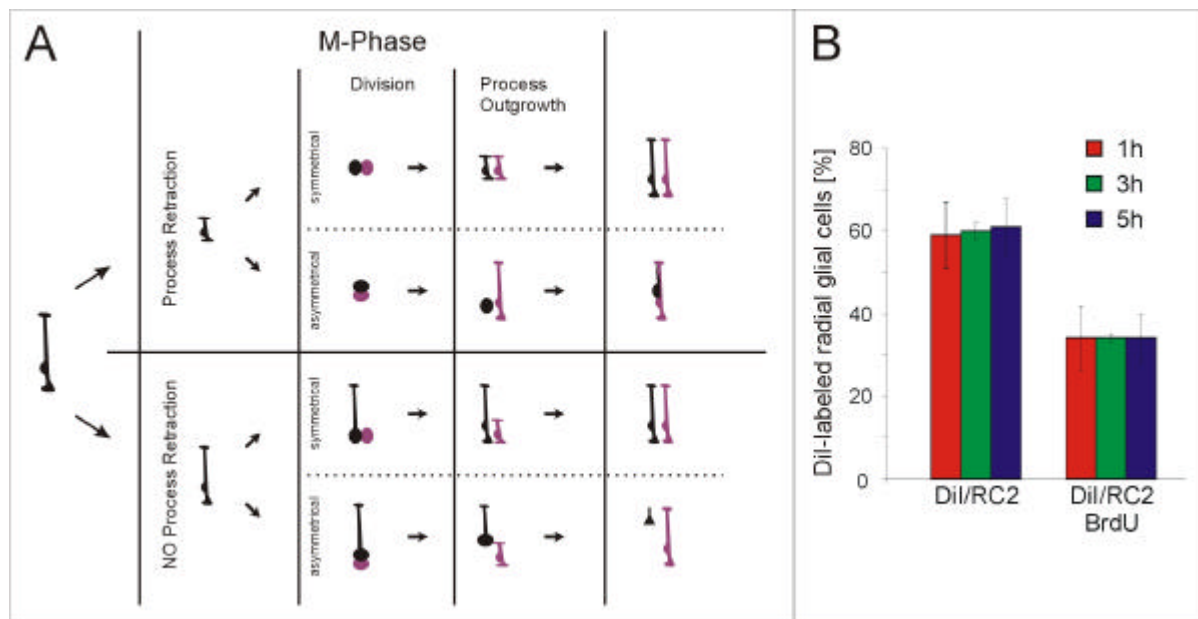 A
M-Phase
Division
Process
Outgrowth
Process Retraction
symmetrical
asymmetrical
NO Process Retraction
symmetrical
asymmetrical
B
DiI-labeled radial glial cells [%]
80
60
40
20
0
1h
3h
5h
DiI/RC2
DiI/RC2
BrdU